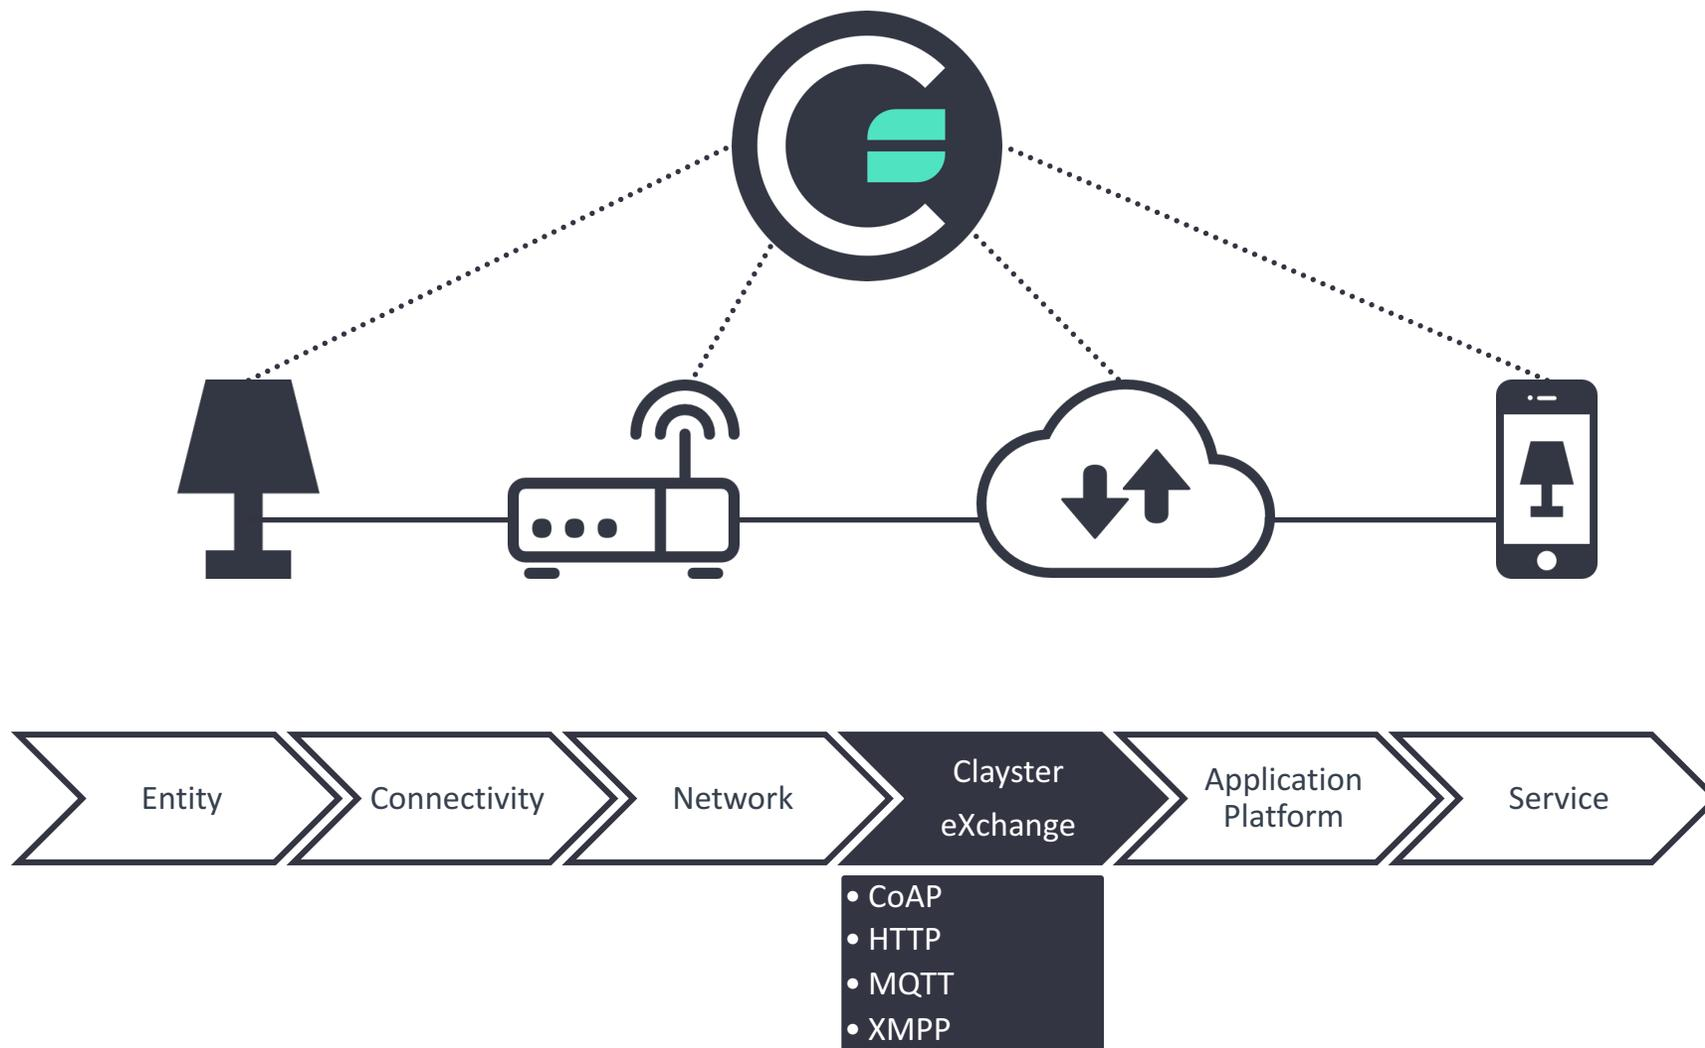 Entity
Connectivity
Network
Clayster
eXchange
Application
Platform
Service
• CoAP
• HTTP
• MQTT
• XMPP